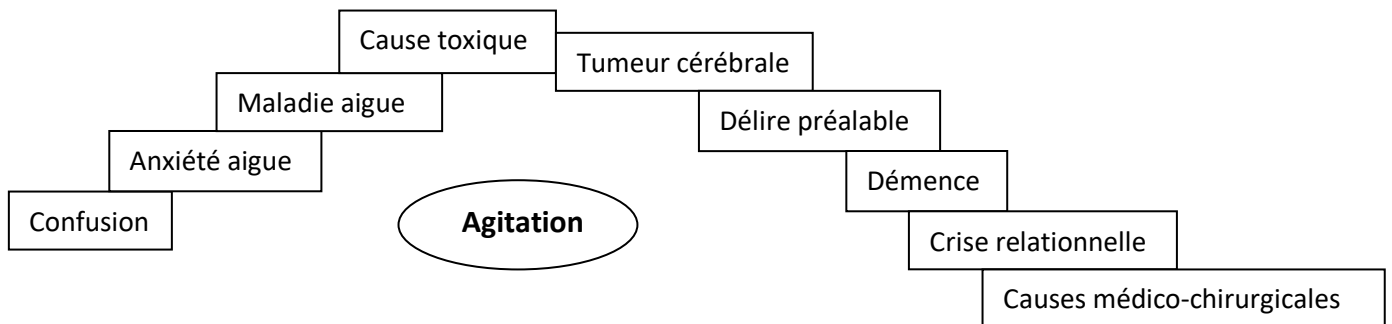 Cause toxique
Tumeur cérébrale
Maladie aigue
Délire préalable
Anxiété aigue
Démence
Confusion
Agitation
Crise relationnelle
Causes médico-chirurgicales